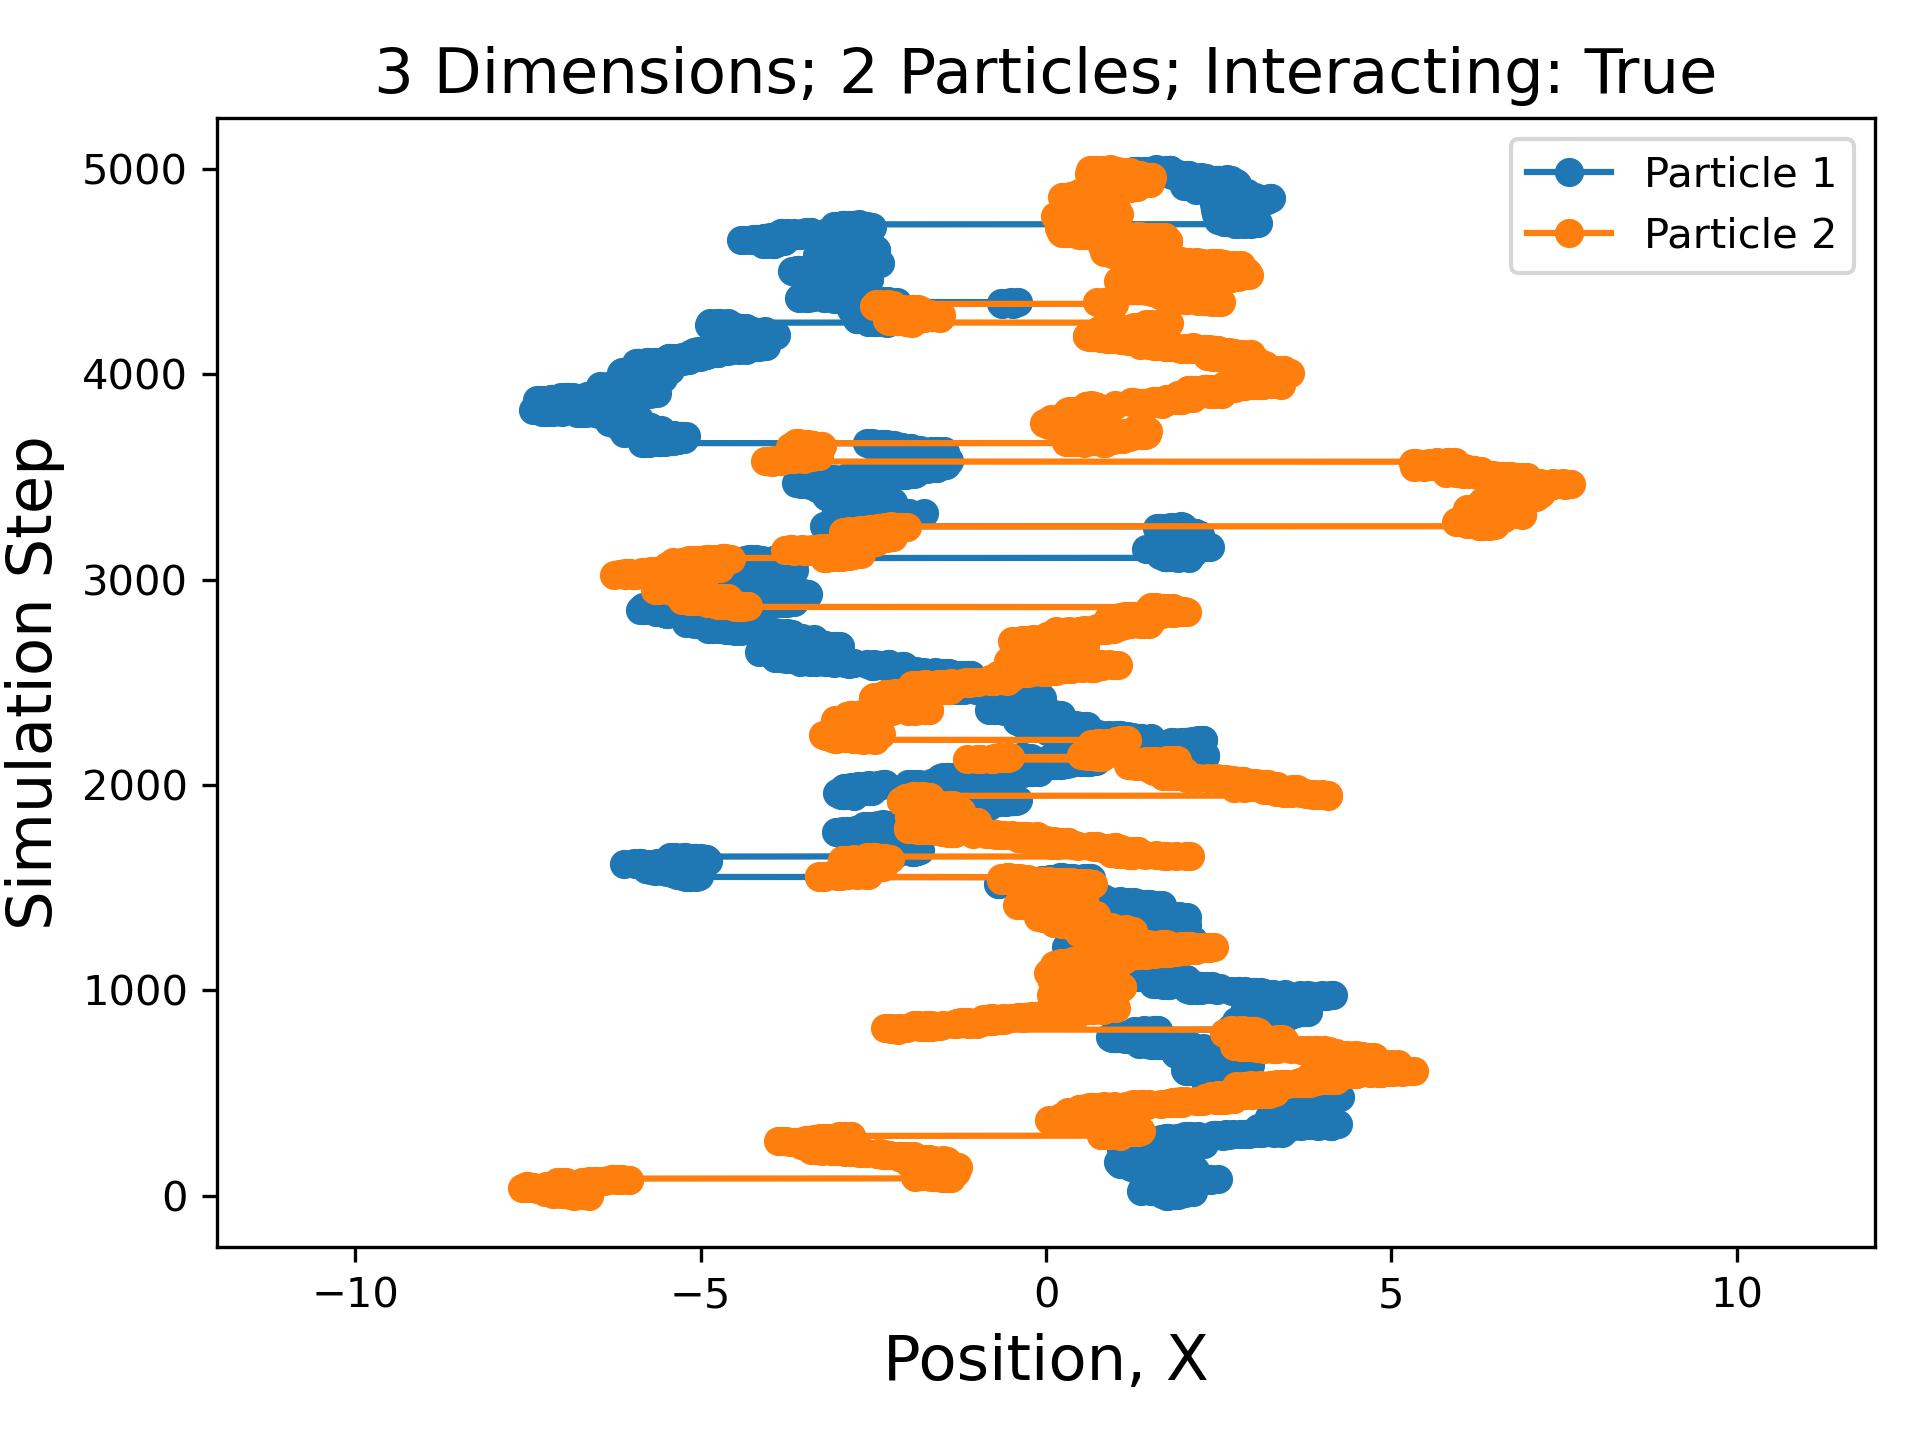 3 Dimensions; 2 Particles; Interacting: True
Particle 1
Particle 2
5000
4000
3000
2000
1000
0
Simulation Step
−10
−5
0
5
10
Position, X